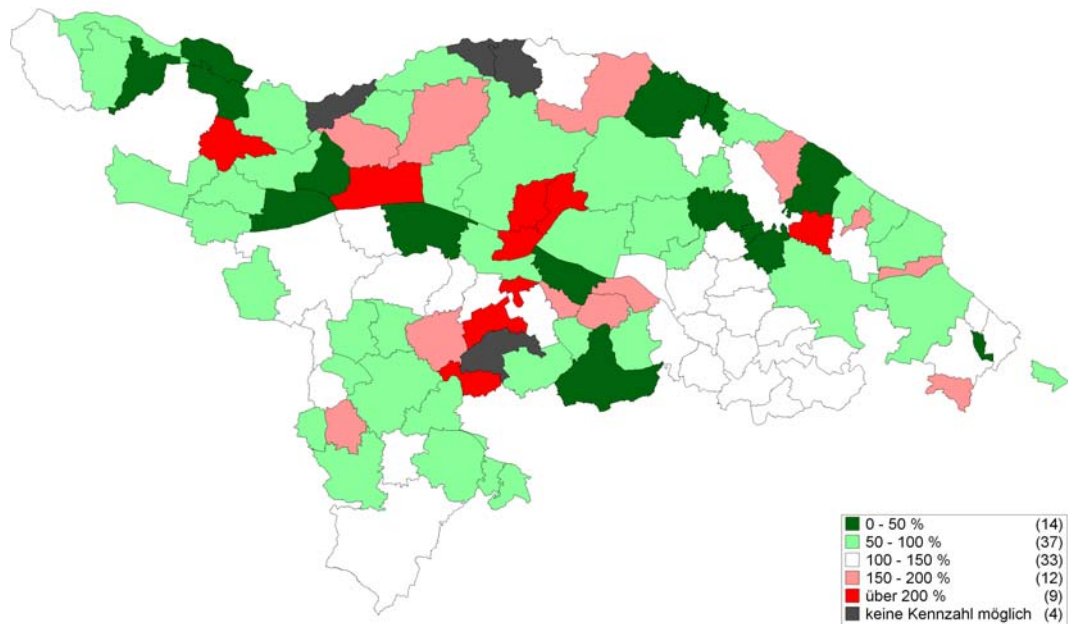 0 - 50 % (14)
50 - 100 % (37)
100 - 150 % (33)
150 - 200 % (12)
über 200 % (9)
keine Kennzahl möglich (4)